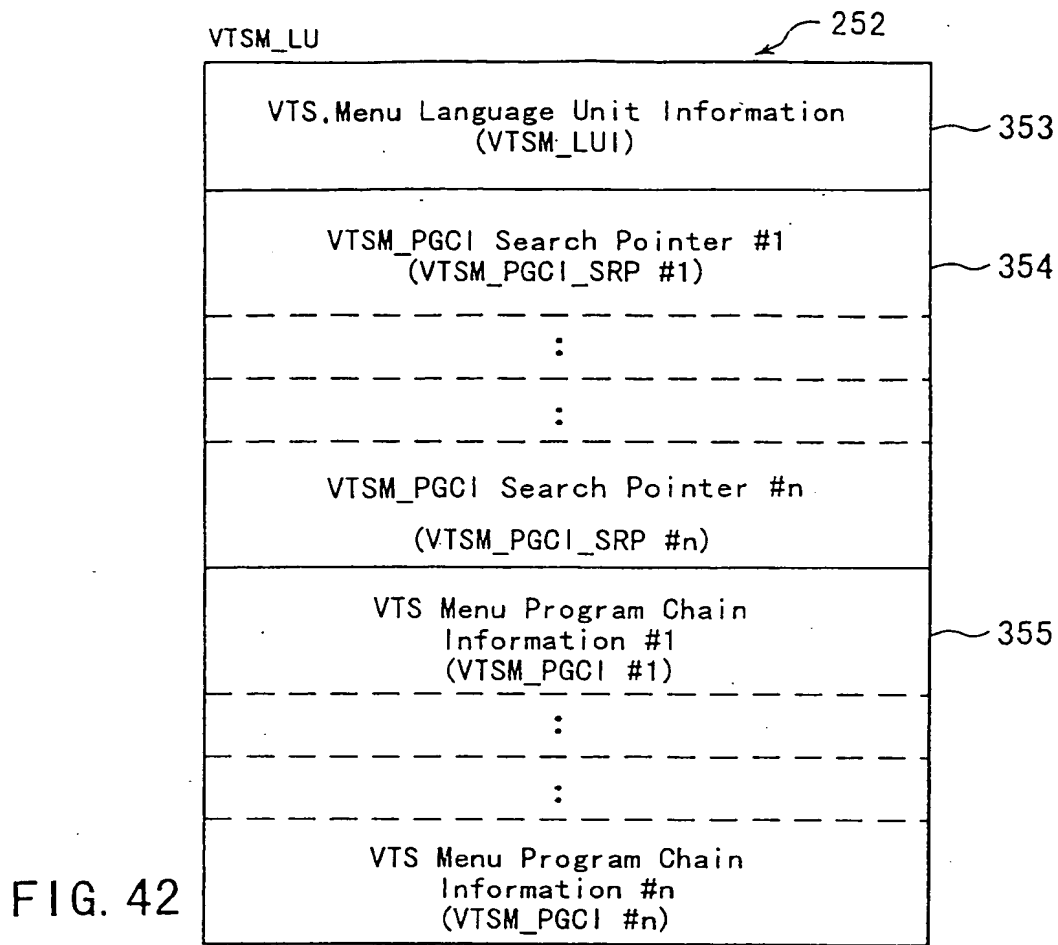 VTSM_LU
252
VTS.Menu Language Unit Information
(VTSM_LUI)
353
VTSM_PGCI Search Pointer #1
(VTSM_PGCI_SRP #1)
354
:
:
VTSM_PGCI Search Pointer #n
(VTSM_PGCI_SRP #n)
VTS Menu Program Chain
Information #1
(VTSM_PGCI #1)
355
:
:
VTS Menu Program Chain
Information #n
(VTSM_PGCI #n)
FIG. 42